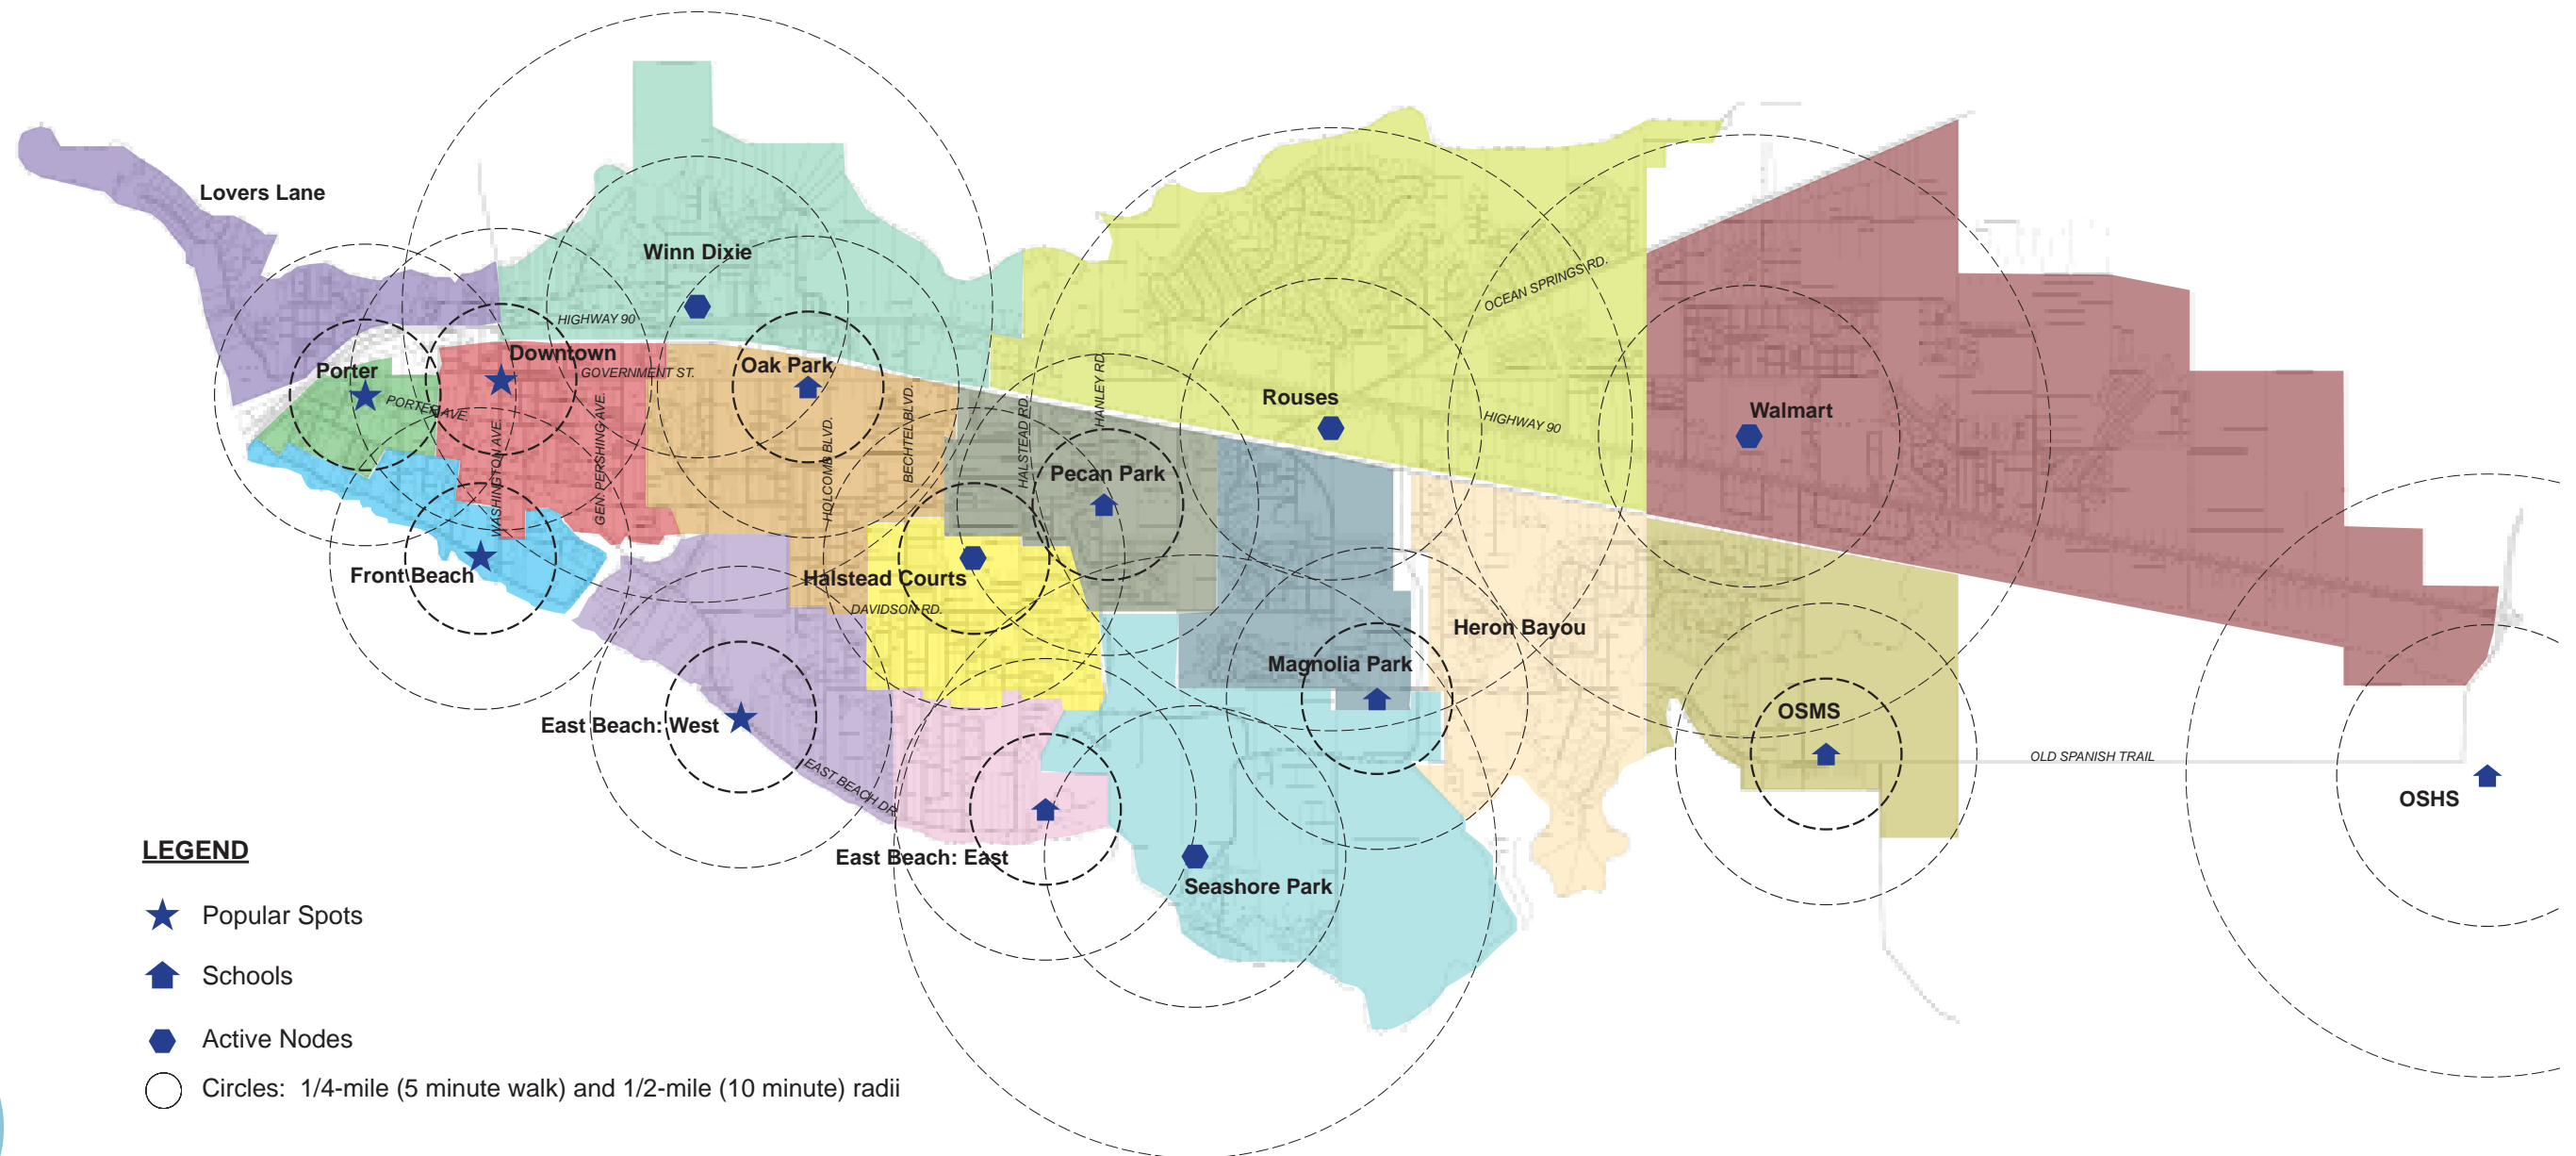 Lovers Lane
Winn Dixie
OCEAN SPRINGS RD.
HIGHWAY 90
Downtown
Porter
GOVERNMENT ST.
Oak Park
PORTER AVE.
WASHINGTON AVE.
GEN. PERSHING AVE.
HOLCOMB BLVD.
BECHTEL BLVD.
HALSTEAD RD.
HANLEY RD.
Rouses
HIGHWAY 90
Walmart
Pecan Park
Front Beach
Halstead Courts
DAVIDSON RD.
Heron Bayou
Magnolia Park
East Beach: West
EAST BEACH DR.
OSMS
OLD SPANISH TRAIL
OSHS
East Beach: East
Seashore Park
LEGEND
Popular Spots
Schools
Active Nodes
Circles: 1/4-mile (5 minute walk) and 1/2-mile (10 minute) radii